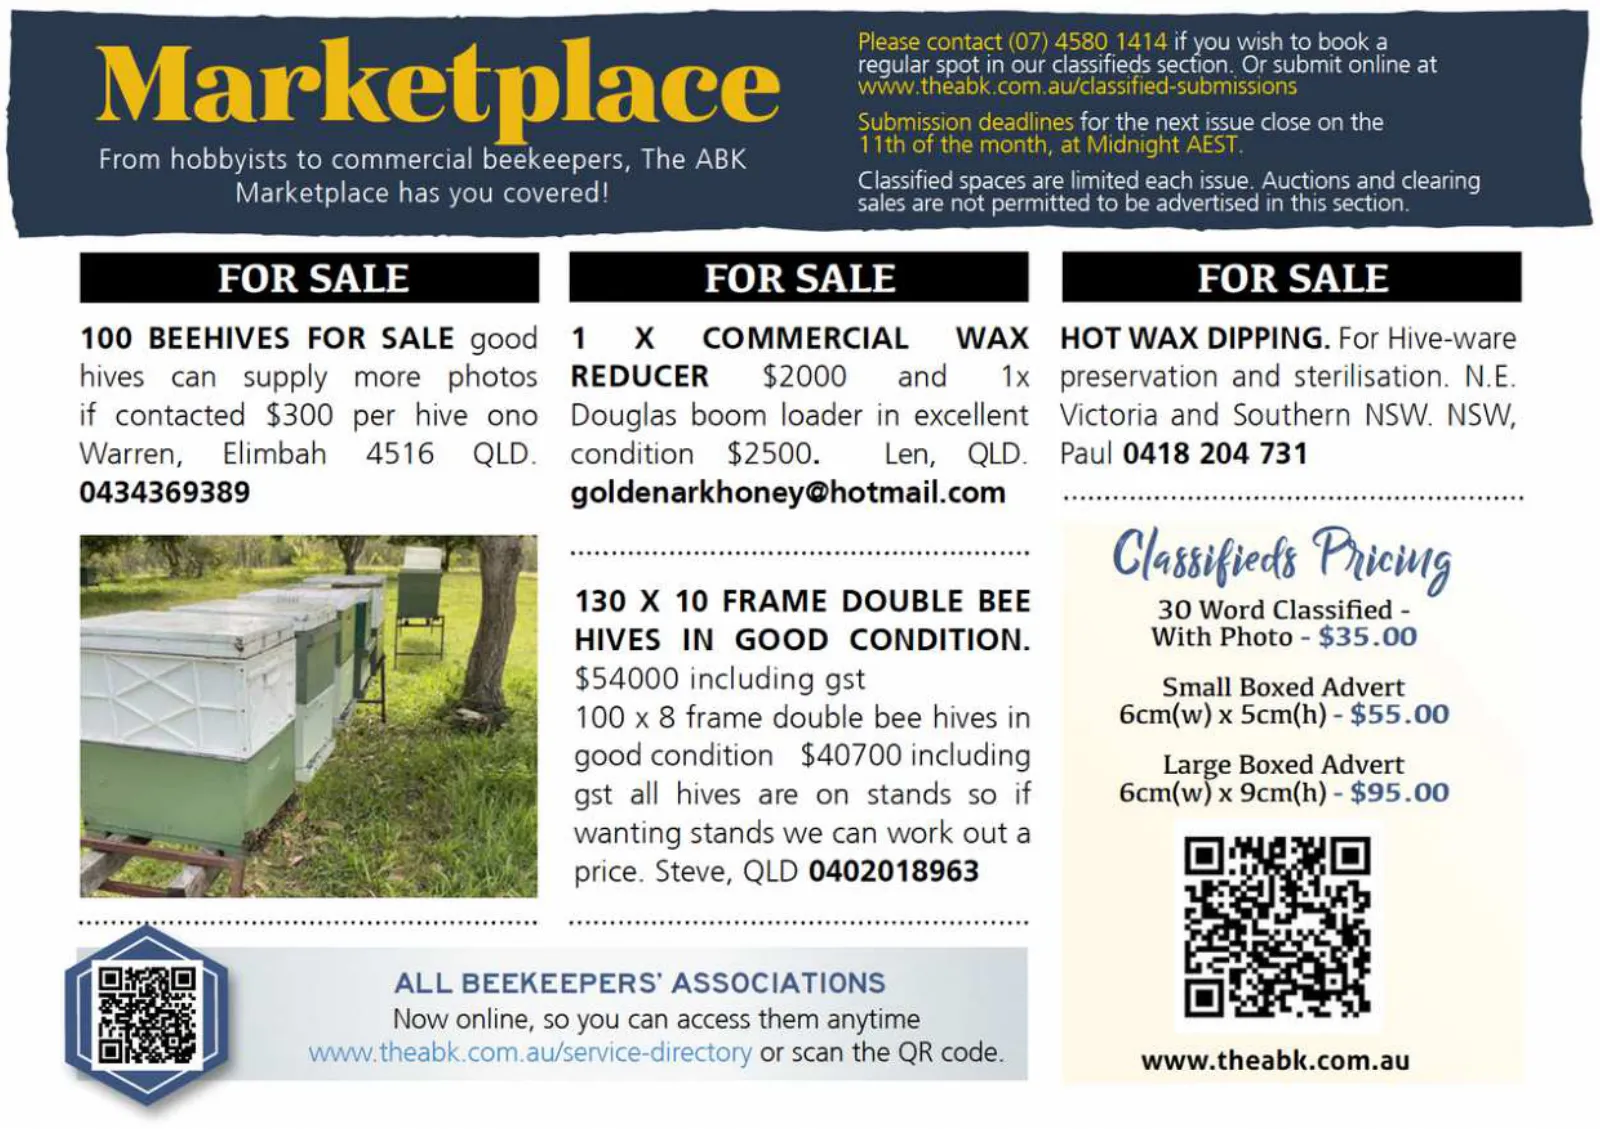 Marketplace
From hobbyists to commercial beekeepers, The ABK
Marketplace has you covered!
Please contact (07) 4580 1414 if you wish to book a
regular spot in our classifieds section. Or submit online at
www.theabk.com.au/classified-submissions
Submission deadlines for the next issue close on the
11th of the month, at Midnight AEST.
Classified spaces are limited each issue. Auctions and clearing
sales are not permitted to be advertised in this section.
FOR SALE
100 BEEHIVES FOR SALE good
hives can supply more photos
if contacted $300 per hive ono
Warren, Elimbah 4516 QLD.
0434369389
FOR SALE
1 X COMMERCIAL WAX
REDUCER $2000 and 1x
Douglas boom loader in excellent
condition $2500. Len, QLD.
goldenarkhoney@hotmail.com
130 X 10 FRAME DOUBLE BEE
HIVES IN GOOD CONDITION.
$54000 including gst
100 x 8 frame double bee hives in
good condition $40700 including
gst all hives are on stands so if
wanting stands we can work out a
price. Steve, QLD 0402018963
FOR SALE
HOT WAX DIPPING. For Hive-ware
preservation and sterilisation. N.E.
Victoria and Southern NSW. NSW,
Paul 0418 204 731
Classifieds Pricing
30 Word Classified -
With Photo - $35.00
Small Boxed Advert
6cm(w) x 5cm(h) - $55.00
Large Boxed Advert
6cm(w) x 9cm(h) - $95.00
www.theabk.com.au
ALL BEEKEEPERS' ASSOCIATIONS
Now online, so you can access them anytime
www.theabk.com.au/service-directory or scan the QR code.